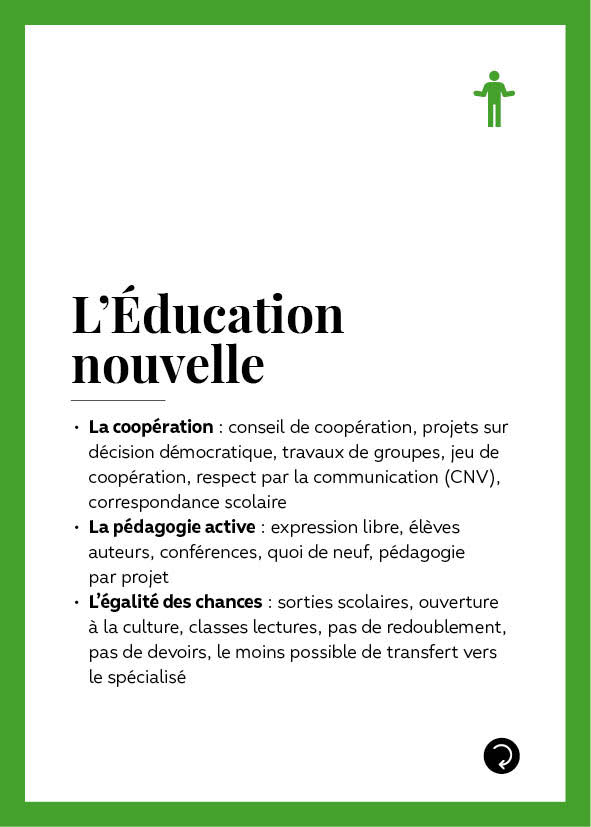 L’Éducation
nouvelle
• La coopération : conseil de coopération, projets sur
décision démocratique, travaux de groupes, jeu de
coopération, respect par la communication (CNV),
correspondance scolaire
• La pédagogie active : expression libre, élèves
auteurs, conférences, quoi de neuf, pédagogie
par projet
• L’égalité des chances : sorties scolaires, ouverture
à la culture, classes lectures, pas de redoublement,
pas de devoirs, le moins possible de transfert vers
le spécialisé